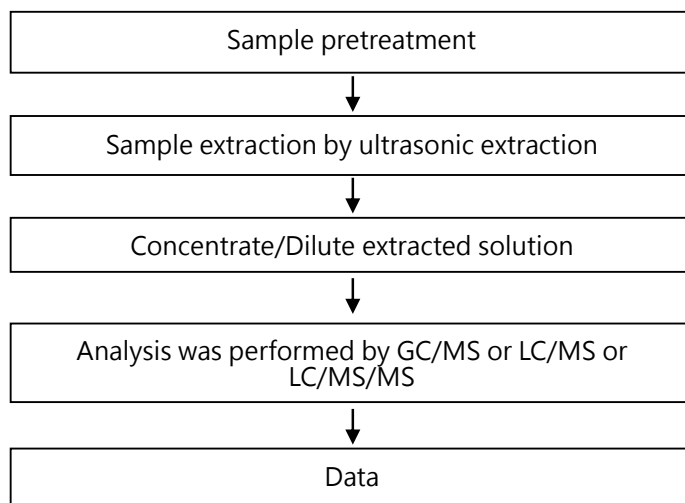 Sample pretreatment
Sample extraction by ultrasonic extraction
Concentrate/Dilute extracted solution
Analysis was performed by GC/MS or LC/MS or
LC/MS/MS
Data